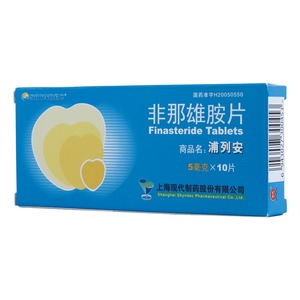 国药准字H20050550
非那雄胺片
Finasteride Tablets
商品名：浦列安
5毫克×10片
上海现代制药股份有限公司
Shanghai Shyndec Pharmaceutical Co.,Ltd.